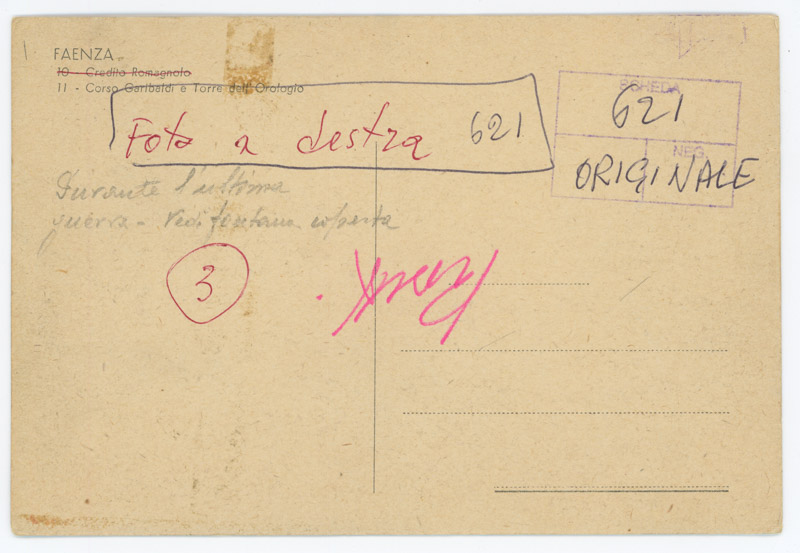 FAENZA
10 - Credito Romagnolo
11 - Corso Garibaldi e Torre dell'Orologio
Foto a destra 621
SCHEDA
621
NEG.
ORIGINALE
Durante l'ultima
guerra - Vedi fontana coperta
3